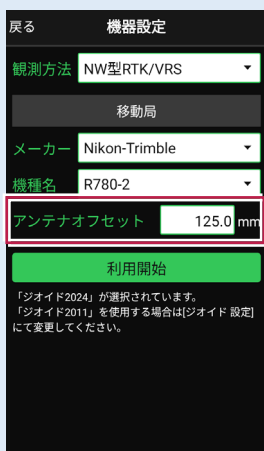 戻る 機器設定
観測方法 NW型RTK/VRS
移動局
メーカー Nikon-Trimble
機種名 R780-2
アンテナオフセット 125.0 mm
利用開始
「ジオイド2024」が選択されています。
「ジオイド2011」を使用する場合は[ジオイド 設定]
にて変更してください。